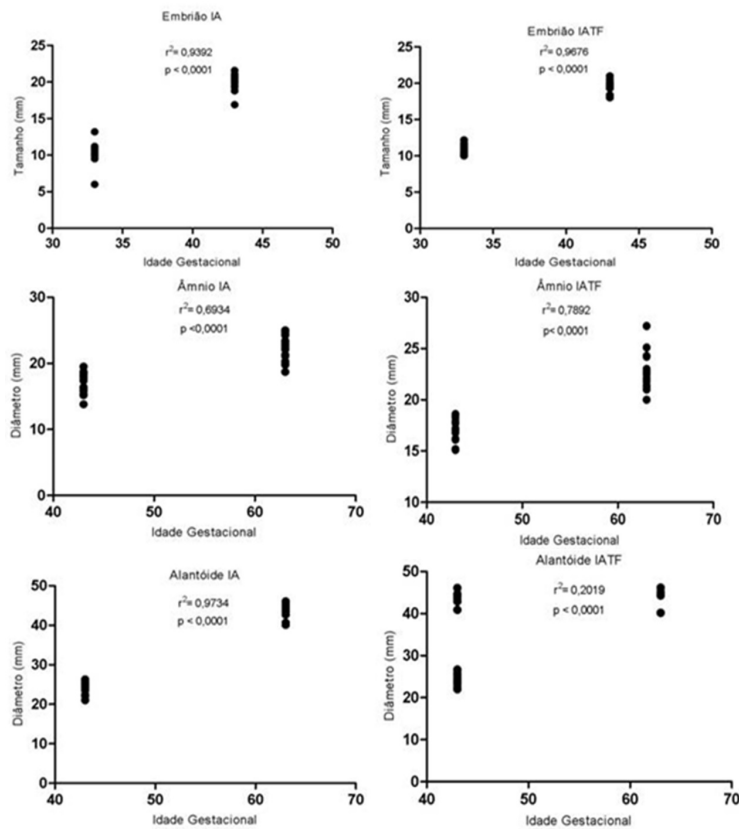 Embrião IA
r²= 0,9392
p < 0,0001
25
20
15
10
5
0
Tamanho (mm)
30 35 40 45 50
Idade Gestacional
Embrião IATF
r²= 0,9676
p < 0,0001
25
20
15
10
5
0
Tamanho (mm)
30 35 40 45 50
Idade Gestacional
Âmnio IA
r²= 0,6934
p <0,0001
30
20
10
0
Diâmetro (mm)
40 50 60 70
Idade Gestacional
Âmnio IATF
r²= 0,7892
p< 0,0001
30
25
20
15
10
Diâmetro (mm)
40 50 60 70
Idade Gestacional
Alantóide IA
r²= 0,9734
p < 0,0001
50
40
30
20
10
0
Diâmetro (mm)
40 50 60 70
Idade Gestacional
Alantóide IATF
r²= 0,2019
p < 0,0001
50
40
30
20
10
0
Diâmetro (mm)
40 50 60 70
Idade Gestacional